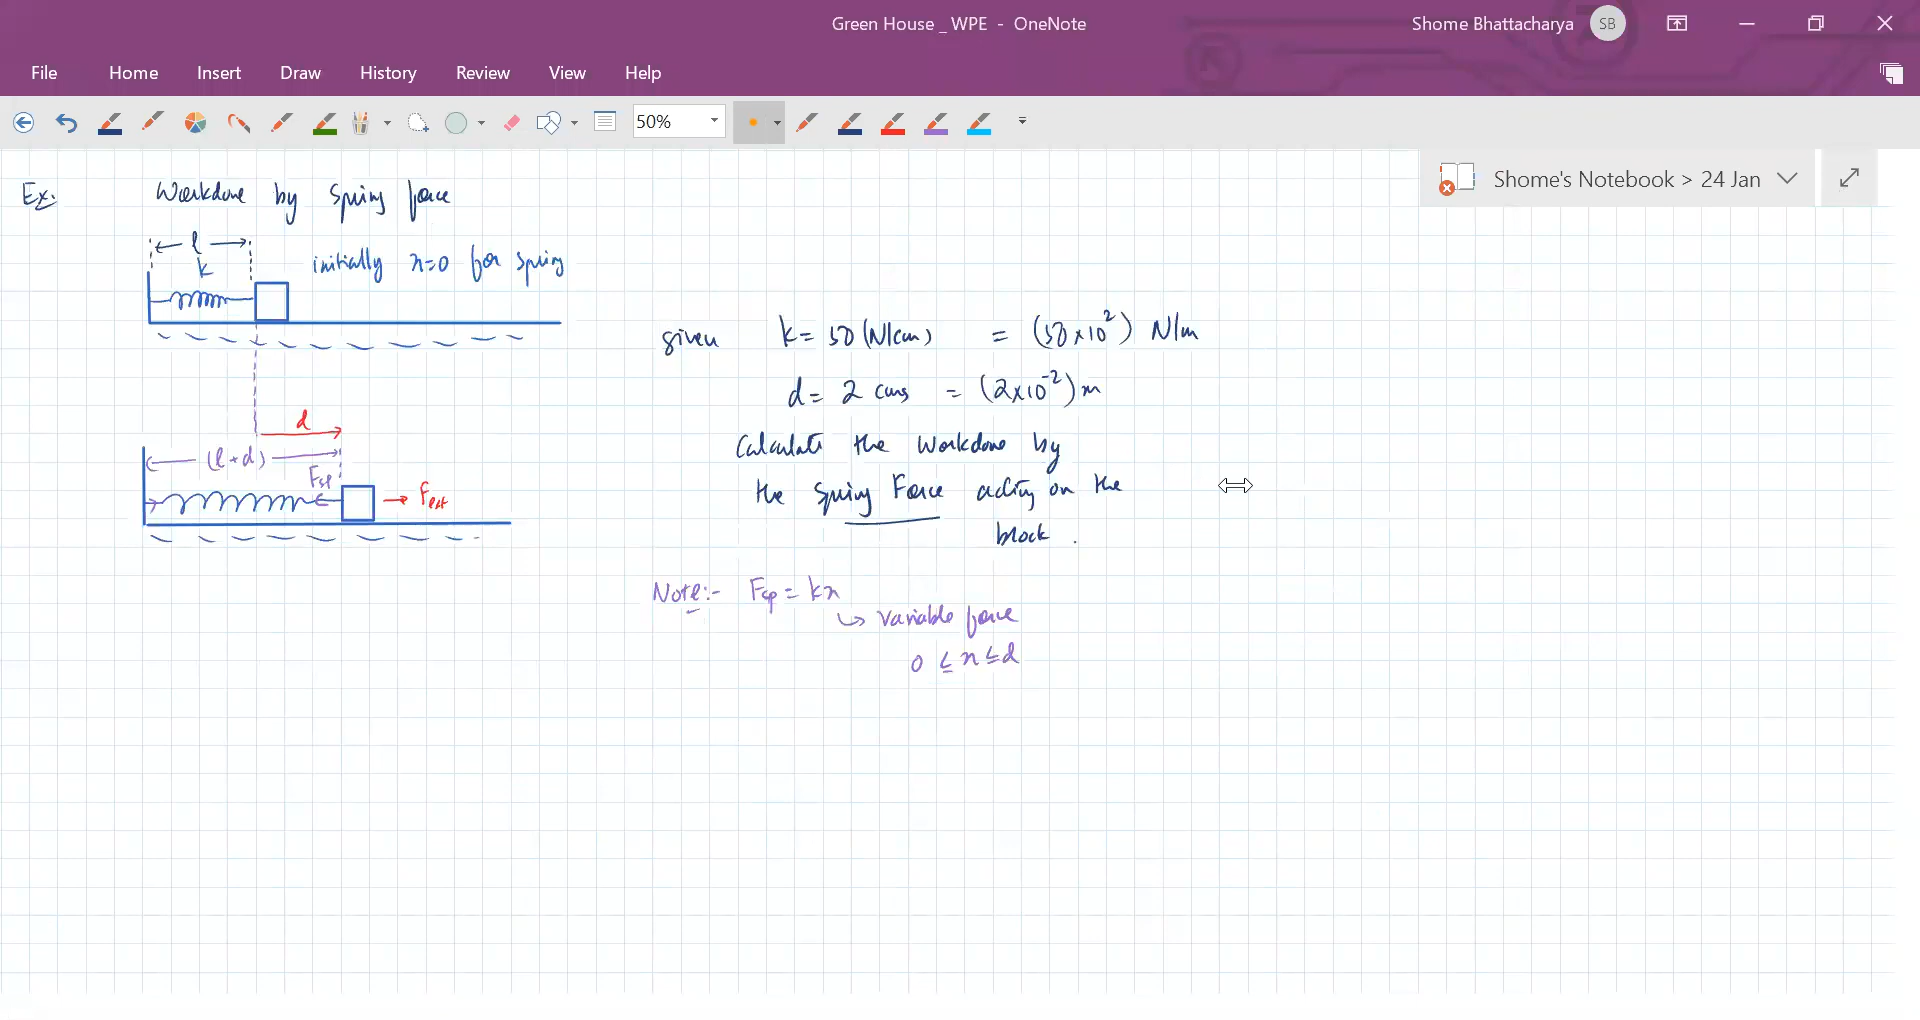 Green House _ WPE - OneNote
Shome Bhattacharya SB
File Home Insert Draw History Review View Help
50%
Shome's Notebook > 24 Jan
Ex: Workdone by Spring force
l
k
initially x=0 for spring
given k= 50 (N/cm) = (50×10²) N/m
d= 2 cms = (2×10⁻²) m
d
(l+d)
Calculate the Workdone by
Fsp
Fext
the Spring Force acting on the
block .
Note:- Fsp = kx
↳ variable force
0 ≤ x ≤ d